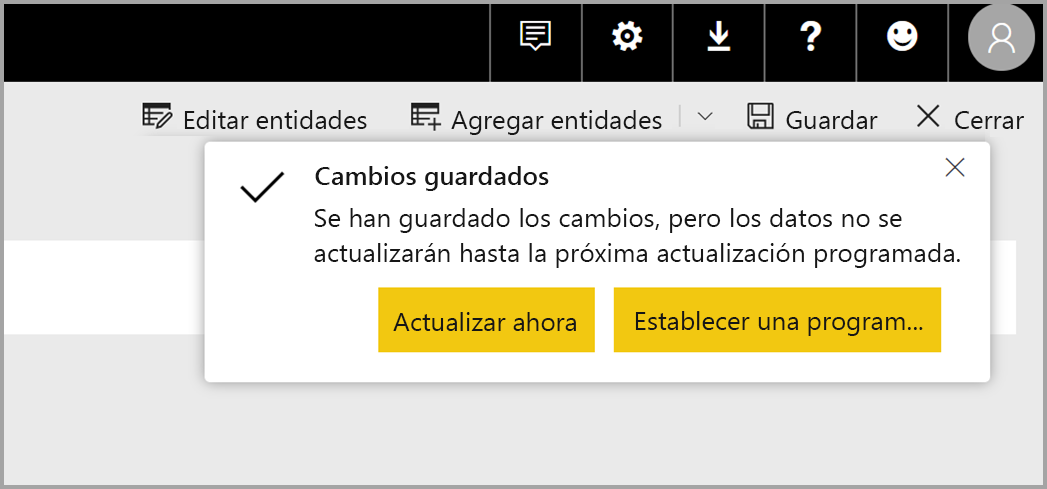 Editar entidades
Agregar entidades
Guardar
Cerrar
Cambios guardados
Se han guardado los cambios, pero los datos no se
actualizarán hasta la próxima actualización programada.
Actualizar ahora
Establecer una program...